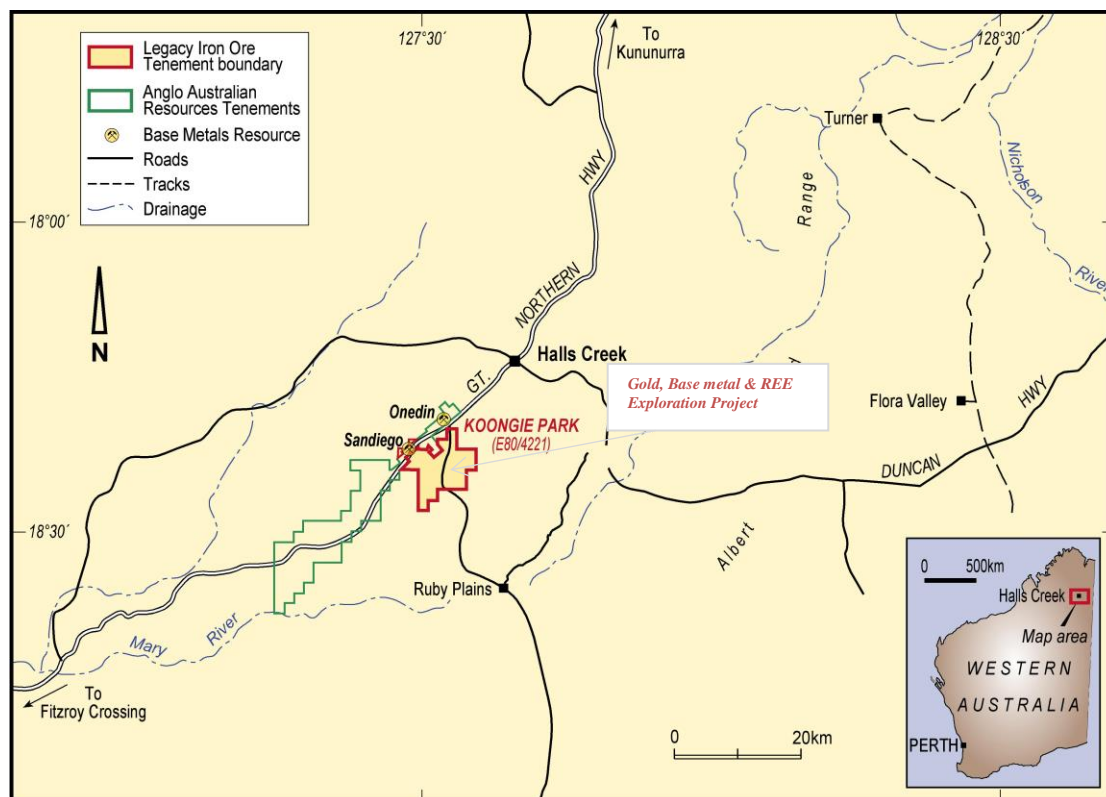 Legacy Iron Ore
Tenement boundary
Anglo Australian
Resources Tenements
Base Metals Resource
Roads
Tracks
Drainage
127°30'
128°30'
To
Kununurra
Turner
Nicholson
River
Range
18°00'
HWY
NORTHERN
GT.
N
Halls Creek
Gold, Base metal & REE
Exploration Project
Onedin
Sandiego
KOONGIE PARK
(E80/4221)
Flora Valley
HWY
DUNCAN
18°30'
Albert
Ruby Plains
Mary
River
To
Fitzroy Crossing
0 20km
0 500km
Halls Creek
Map area
WESTERN
AUSTRALIA
PERTH